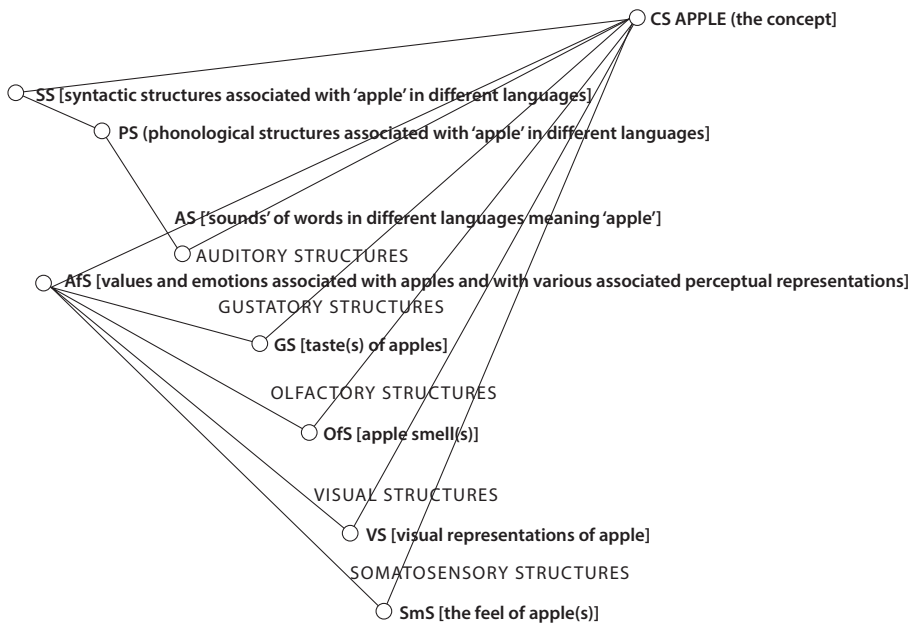 CS APPLE (the concept]
SS [syntactic structures associated with ‘apple’ in different languages]
PS (phonological structures associated with ‘apple’ in different languages]
AS [‘sounds’ of words in different languages meaning ‘apple’]
AUDITORY STRUCTURES
AfS [values and emotions associated with apples and with various associated perceptual representations]
GUSTATORY STRUCTURES
GS [taste(s) of apples]
OLFACTORY STRUCTURES
OfS [apple smell(s)]
VISUAL STRUCTURES
VS [visual representations of apple]
SOMATOSENSORY STRUCTURES
SmS [the feel of apple(s)]